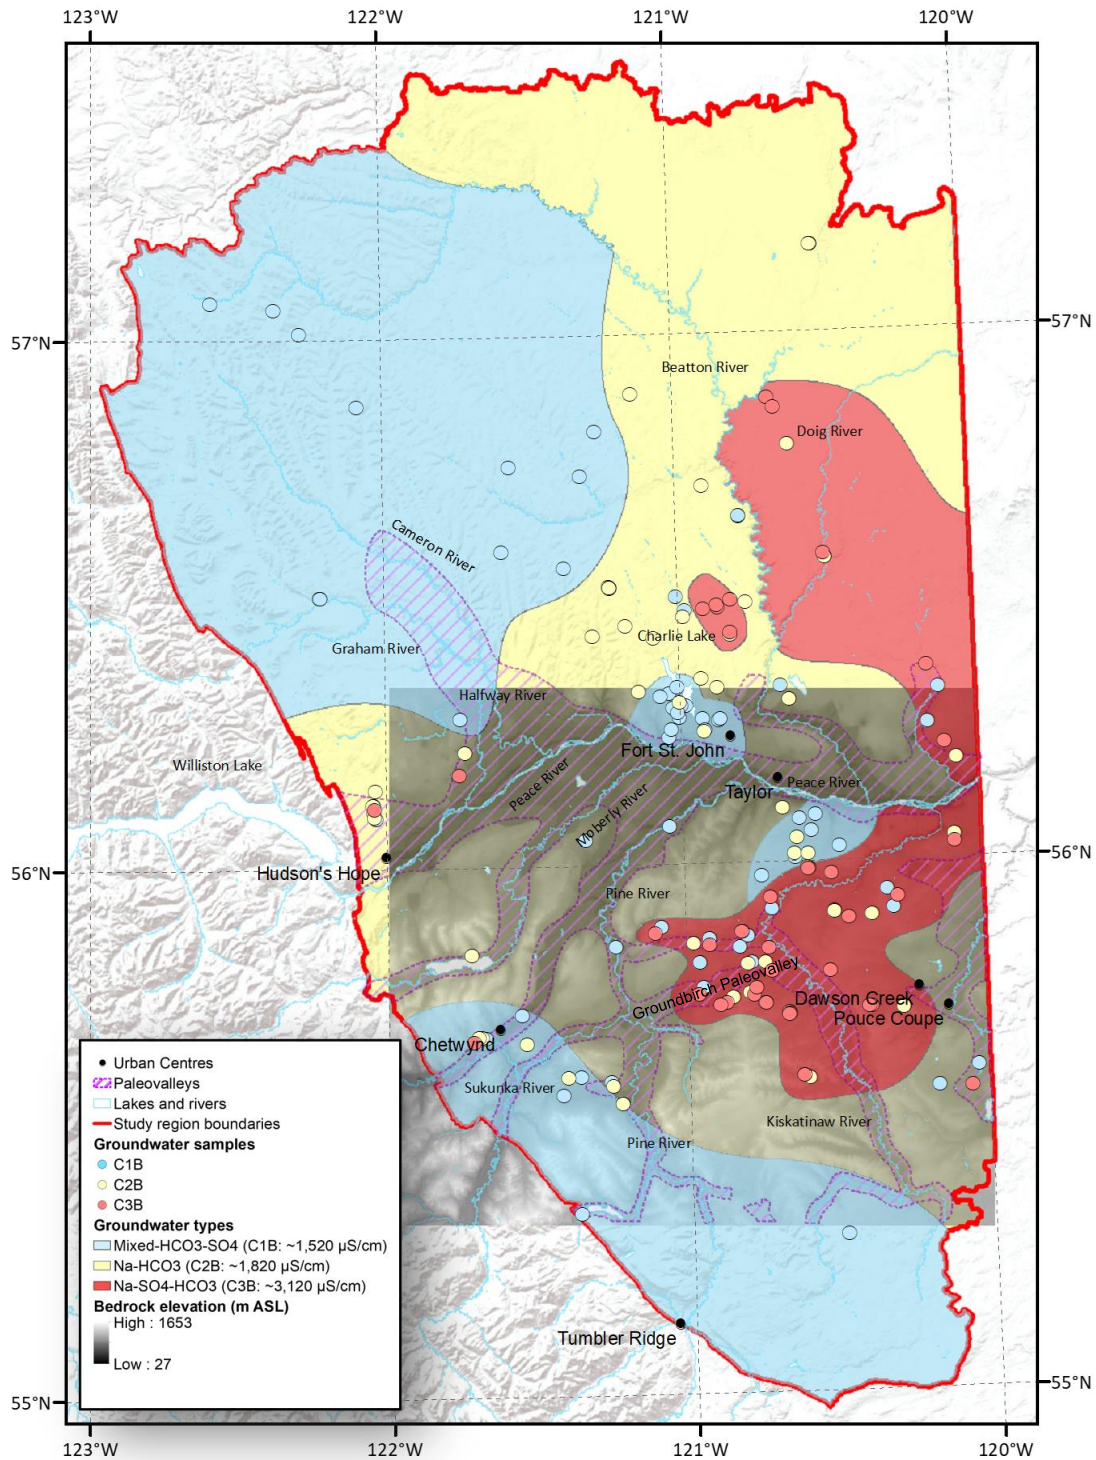 123°W 122°W 121°W 120°W
57°N
57°N
Beatton River
Doig River
Cameron River
Charlie Lake
Graham River
Halfway River
Williston Lake
Fort St. John
Peace River
Taylor
Peace River
Moberly River
56°N
56°N
Hudson's Hope
Pine River
Groundbirch Paleovalley
Dawson Creek
Pouce Coupe
Chetwynd
Sukunka River
Kiskatinaw River
Pine River
Tumbler Ridge
Urban Centres
Paleovalleys
Lakes and rivers
Study region boundaries
Groundwater samples
C1B
C2B
C3B
Groundwater types
Mixed-HCO3-SO4 (C1B: ~1,520 µS/cm)
Na-HCO3 (C2B: ~1,820 µS/cm)
Na-SO4-HCO3 (C3B: ~3,120 µS/cm)
Bedrock elevation (m ASL)
High : 1653
Low : 27
55°N
55°N
123°W 122°W 121°W 120°W